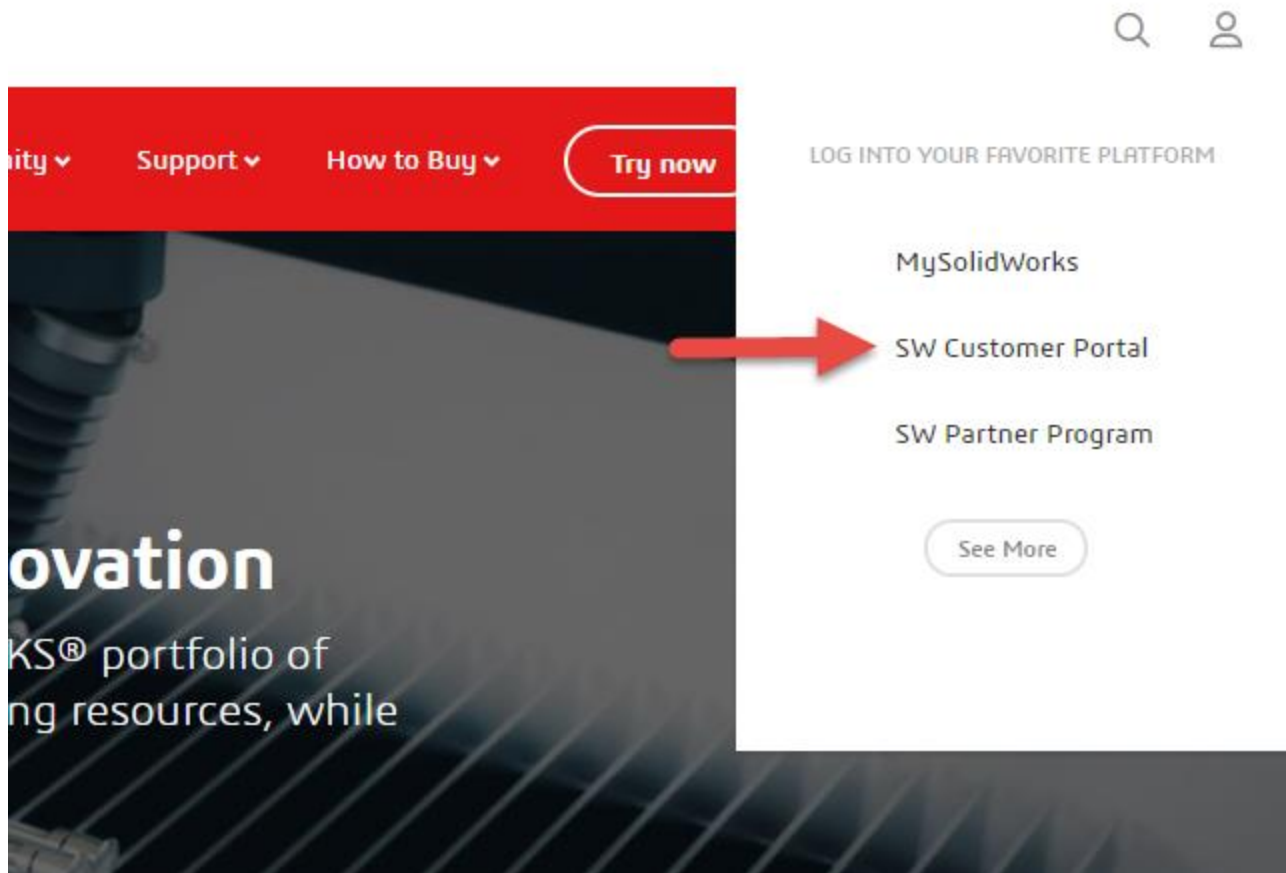 Support
How to Buy
Try now
LOG INTO YOUR FAVORITE PLATFORM
MySolidWorks
SW Customer Portal
SW Partner Program
See More
ovation
KS® portfolio of
ng resources, while